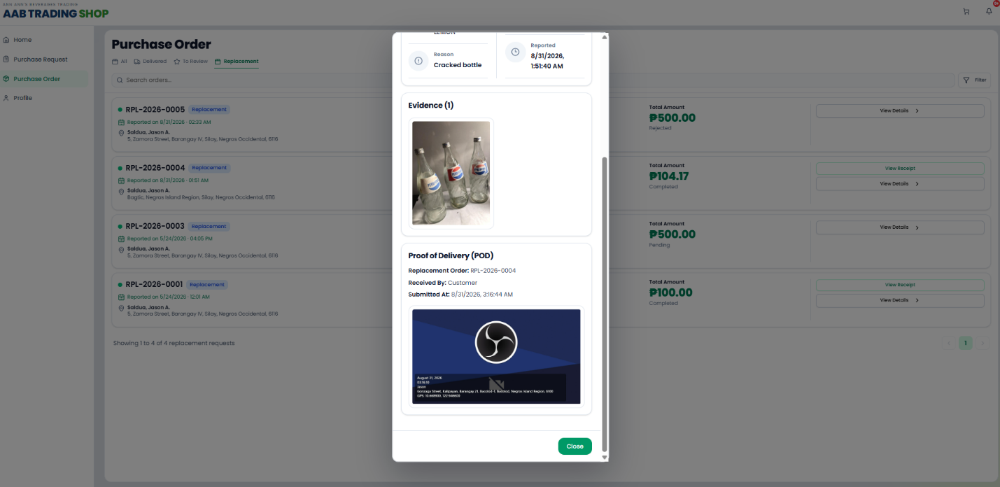 ANN ANN'S BEVERAGES TRADING
AAB TRADING SHOP
9+
Home
Purchase Request
Purchase Order
Profile
Purchase Order
All
Delivered
To Review
Replacement
Search orders...
Filter
RPL-2026-0005 Replacement
Reported on 8/31/2026 · 02:33 AM
Saldua, Jason A.
5, Zamora Street, Barangay IV, Silay, Negros Occidental, 6116
Total Amount
₱500.00
Rejected
View Details
RPL-2026-0004 Replacement
Reported on 8/31/2026 · 01:51 AM
Saldua, Jason A.
Bagtic, Negros Island Region, Silay, Negros Occidental, 6116
Total Amount
₱104.17
Completed
View Receipt
View Details
RPL-2026-0003 Replacement
Reported on 5/24/2026 · 04:05 PM
Saldua, Jason A.
5, Zamora Street, Barangay IV, Silay, Negros Occidental, 6116
Total Amount
₱500.00
Pending
View Details
RPL-2026-0001 Replacement
Reported on 5/24/2026 · 12:01 AM
Saldua, Jason A.
5, Zamora Street, Barangay IV, Silay, Negros Occidental, 6116
Total Amount
₱100.00
Completed
View Receipt
View Details
Showing 1 to 4 of 4 replacement requests
1
LEMON
Reason
Cracked bottle
Reported
8/31/2026,
1:51:40 AM
Evidence (1)
PEPSI
Proof of Delivery (POD)
Replacement Order: RPL-2026-0004
Received By: Customer
Submitted At: 8/31/2026, 3:16:44 AM
August 31, 2026
03:16:10
Jason
Gonzaga Street, Kalipayan, Barangay 21, Bacolod-1, Bacolod, Negros Island Region, 6100
GPS: 10.668900, 122.946600
Close